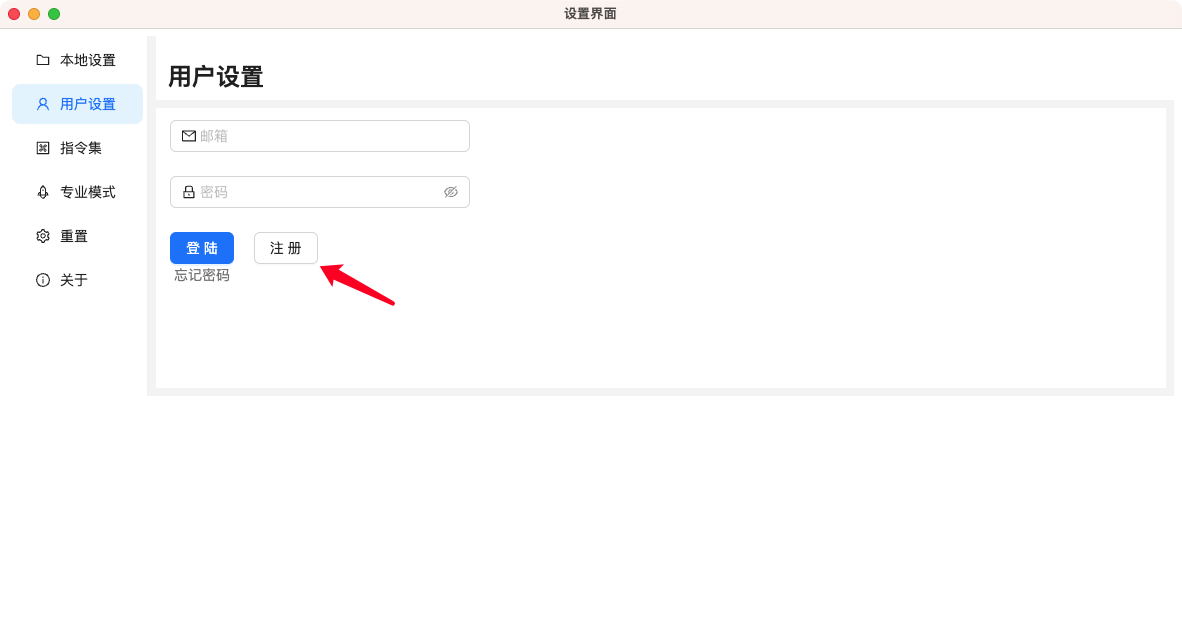 设置界面
本地设置
用户设置
指令集
专业模式
重置
关于
用户设置
邮箱
密码
登 陆
注 册
忘记密码